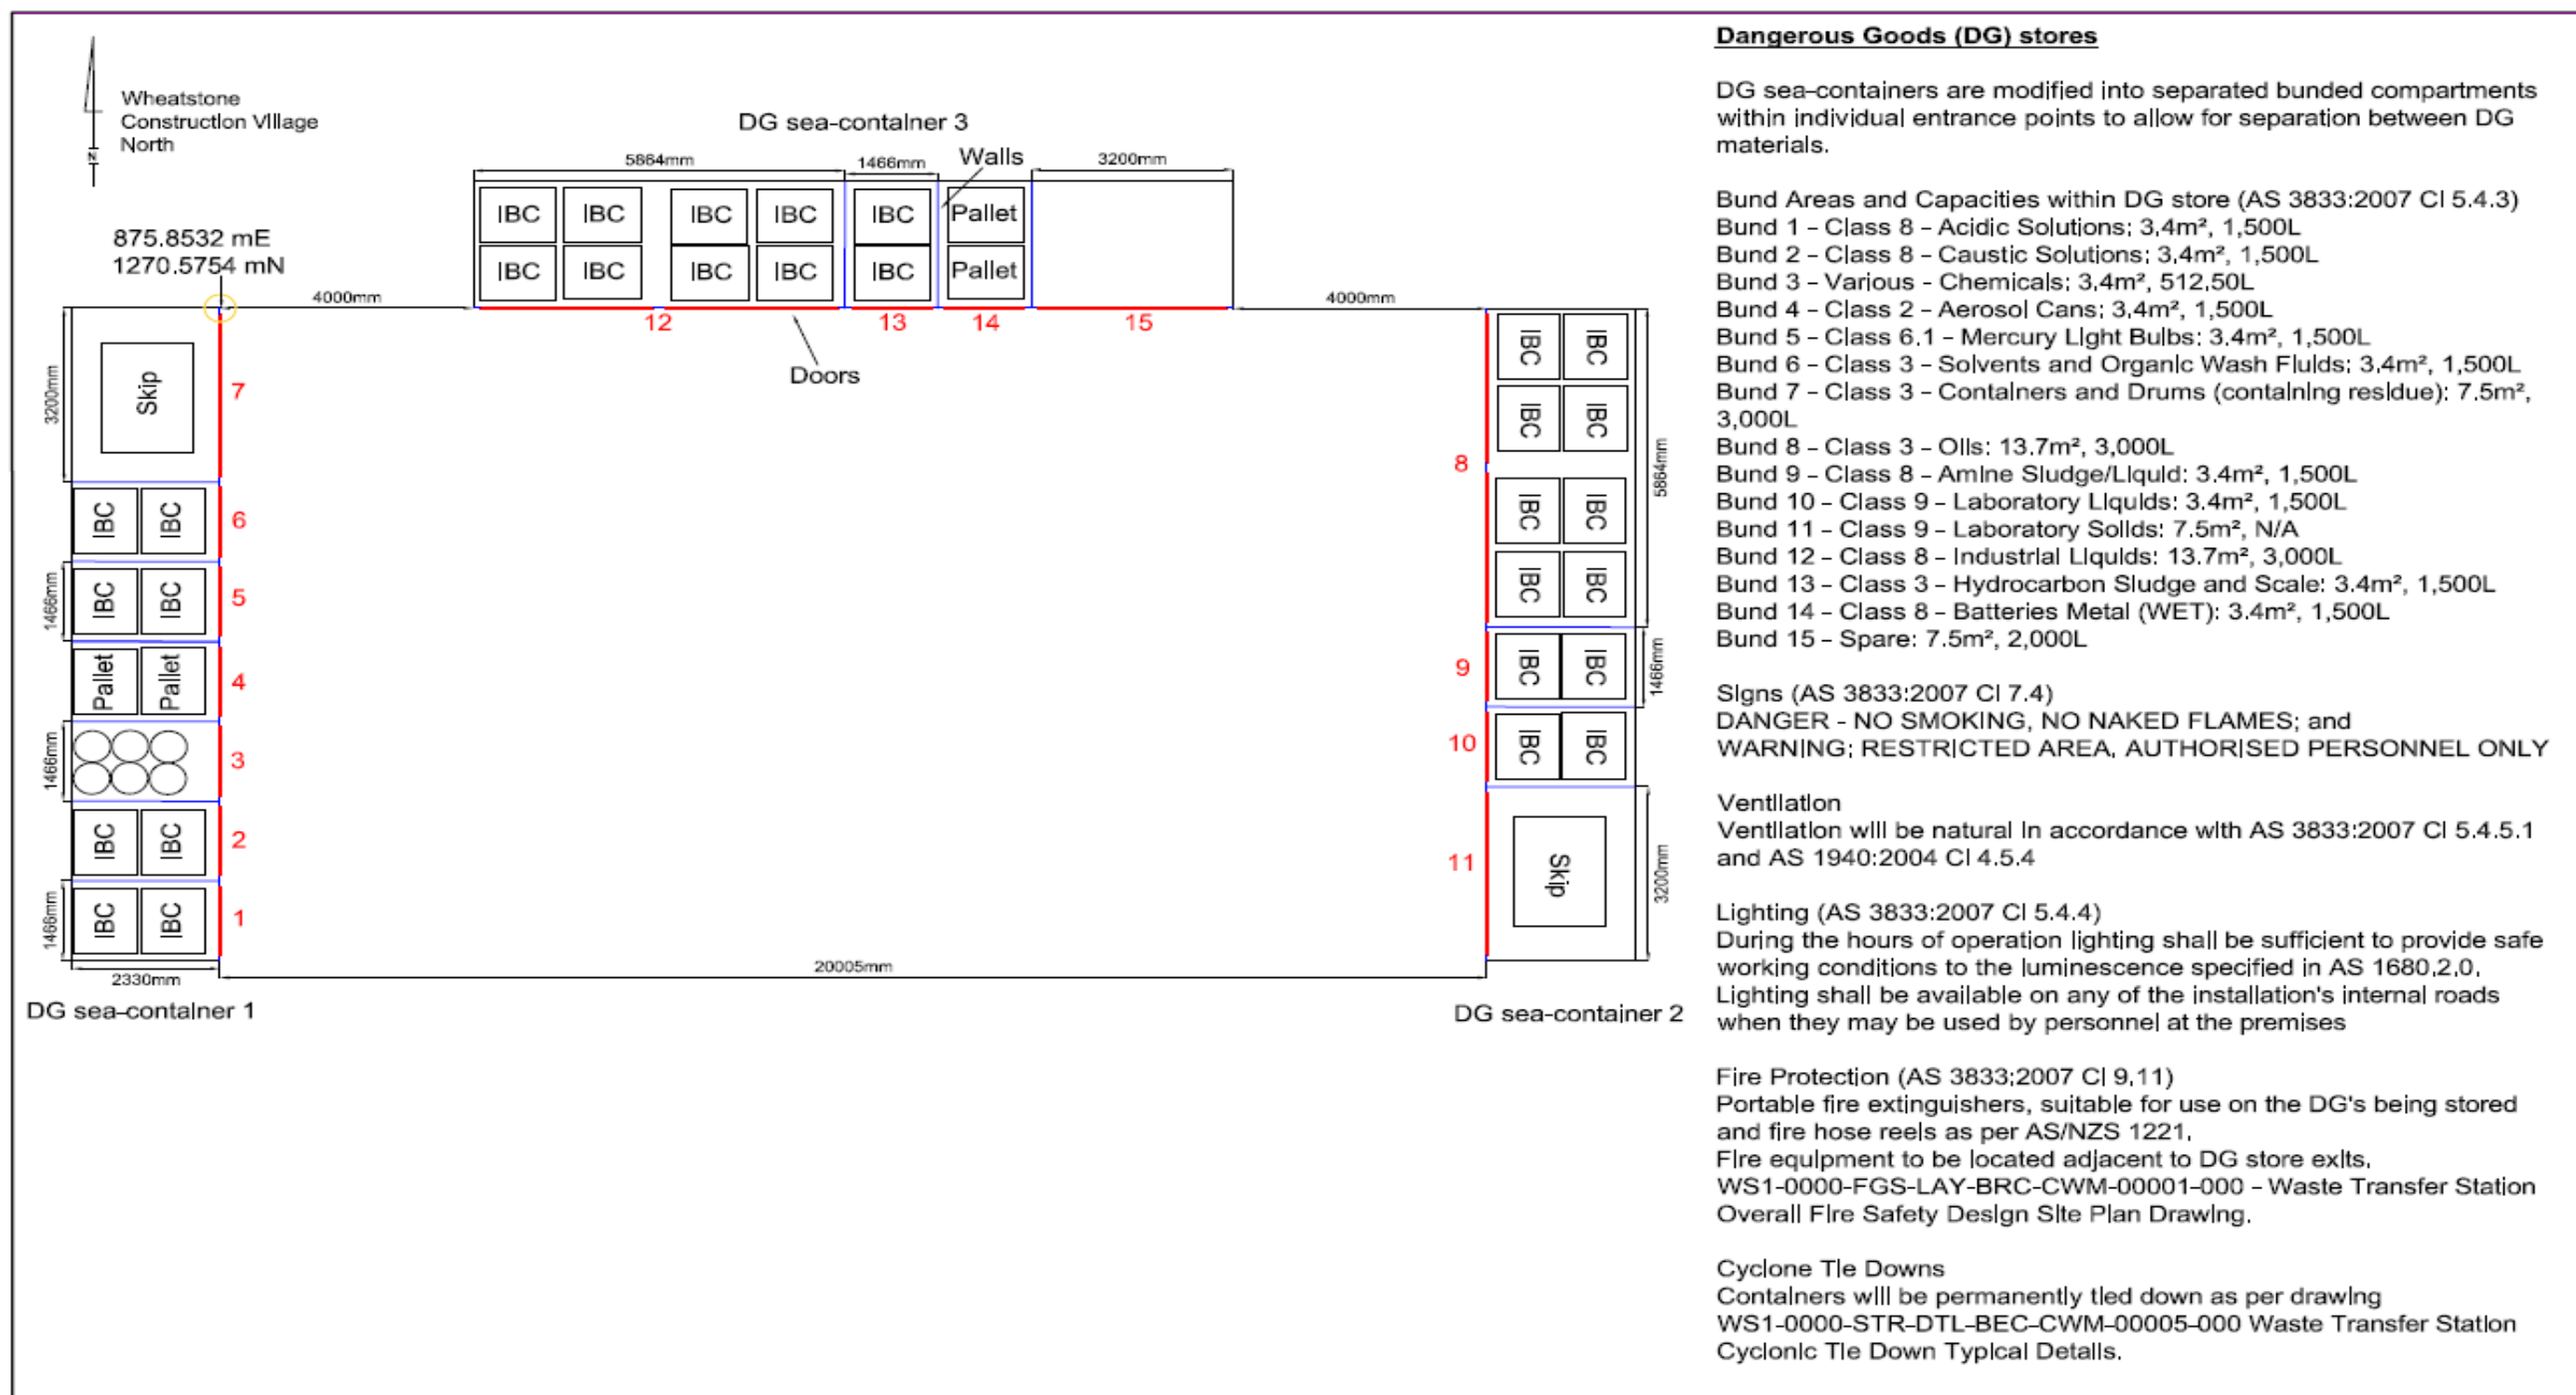 Wheatstone
Construction Village
North
N
875.8532 mE
1270.5754 mN
DG sea-container 3
5864mm
1466mm
Walls
3200mm
IBC IBC IBC IBC IBC Pallet
IBC IBC IBC IBC IBC Pallet
4000mm
4000mm
12 13 14 15
Doors
3200mm
Skip
7
IBC IBC
6
1466mm
IBC IBC
5
Pallet Pallet
4
1466mm
3
IBC IBC
2
1466mm
IBC IBC
1
2330mm
DG sea-container 1
20005mm
IBC IBC
IBC IBC
8
5864mm
IBC IBC
IBC IBC
9
IBC IBC
1466mm
10
IBC IBC
11
Skip
3200mm
DG sea-container 2
Dangerous Goods (DG) stores
DG sea-containers are modified into separated bunded compartments
within individual entrance points to allow for separation between DG
materials.
Bund Areas and Capacities within DG store (AS 3833:2007 Cl 5.4.3)
Bund 1 - Class 8 - Acidic Solutions: 3.4m², 1,500L
Bund 2 - Class 8 - Caustic Solutions: 3.4m², 1,500L
Bund 3 - Various - Chemicals: 3.4m², 512.50L
Bund 4 - Class 2 - Aerosol Cans: 3.4m², 1,500L
Bund 5 - Class 6.1 - Mercury Light Bulbs: 3.4m², 1,500L
Bund 6 - Class 3 - Solvents and Organic Wash Fluids: 3.4m², 1,500L
Bund 7 - Class 3 - Containers and Drums (containing residue): 7.5m²,
3,000L
Bund 8 - Class 3 - Oils: 13.7m², 3,000L
Bund 9 - Class 8 - Amine Sludge/Liquid: 3.4m², 1,500L
Bund 10 - Class 9 - Laboratory Liquids: 3.4m², 1,500L
Bund 11 - Class 9 - Laboratory Solids: 7.5m², N/A
Bund 12 - Class 8 - Industrial Liquids: 13.7m², 3,000L
Bund 13 - Class 3 - Hydrocarbon Sludge and Scale: 3.4m², 1,500L
Bund 14 - Class 8 - Batteries Metal (WET): 3.4m², 1,500L
Bund 15 - Spare: 7.5m², 2,000L
Signs (AS 3833:2007 Cl 7.4)
DANGER - NO SMOKING, NO NAKED FLAMES; and
WARNING; RESTRICTED AREA, AUTHORISED PERSONNEL ONLY
Ventilation
Ventilation will be natural in accordance with AS 3833:2007 Cl 5.4.5.1
and AS 1940:2004 Cl 4.5.4
Lighting (AS 3833:2007 Cl 5.4.4)
During the hours of operation lighting shall be sufficient to provide safe
working conditions to the luminescence specified in AS 1680.2.0.
Lighting shall be available on any of the installation's internal roads
when they may be used by personnel at the premises
Fire Protection (AS 3833:2007 Cl 9.11)
Portable fire extinguishers, suitable for use on the DG's being stored
and fire hose reels as per AS/NZS 1221.
Fire equipment to be located adjacent to DG store exits.
WS1-0000-FGS-LAY-BRC-CWM-00001-000 - Waste Transfer Station
Overall Fire Safety Design Site Plan Drawing.
Cyclone Tie Downs
Containers will be permanently tied down as per drawing
WS1-0000-STR-DTL-BEC-CWM-00005-000 Waste Transfer Station
Cyclonic Tie Down Typical Details.